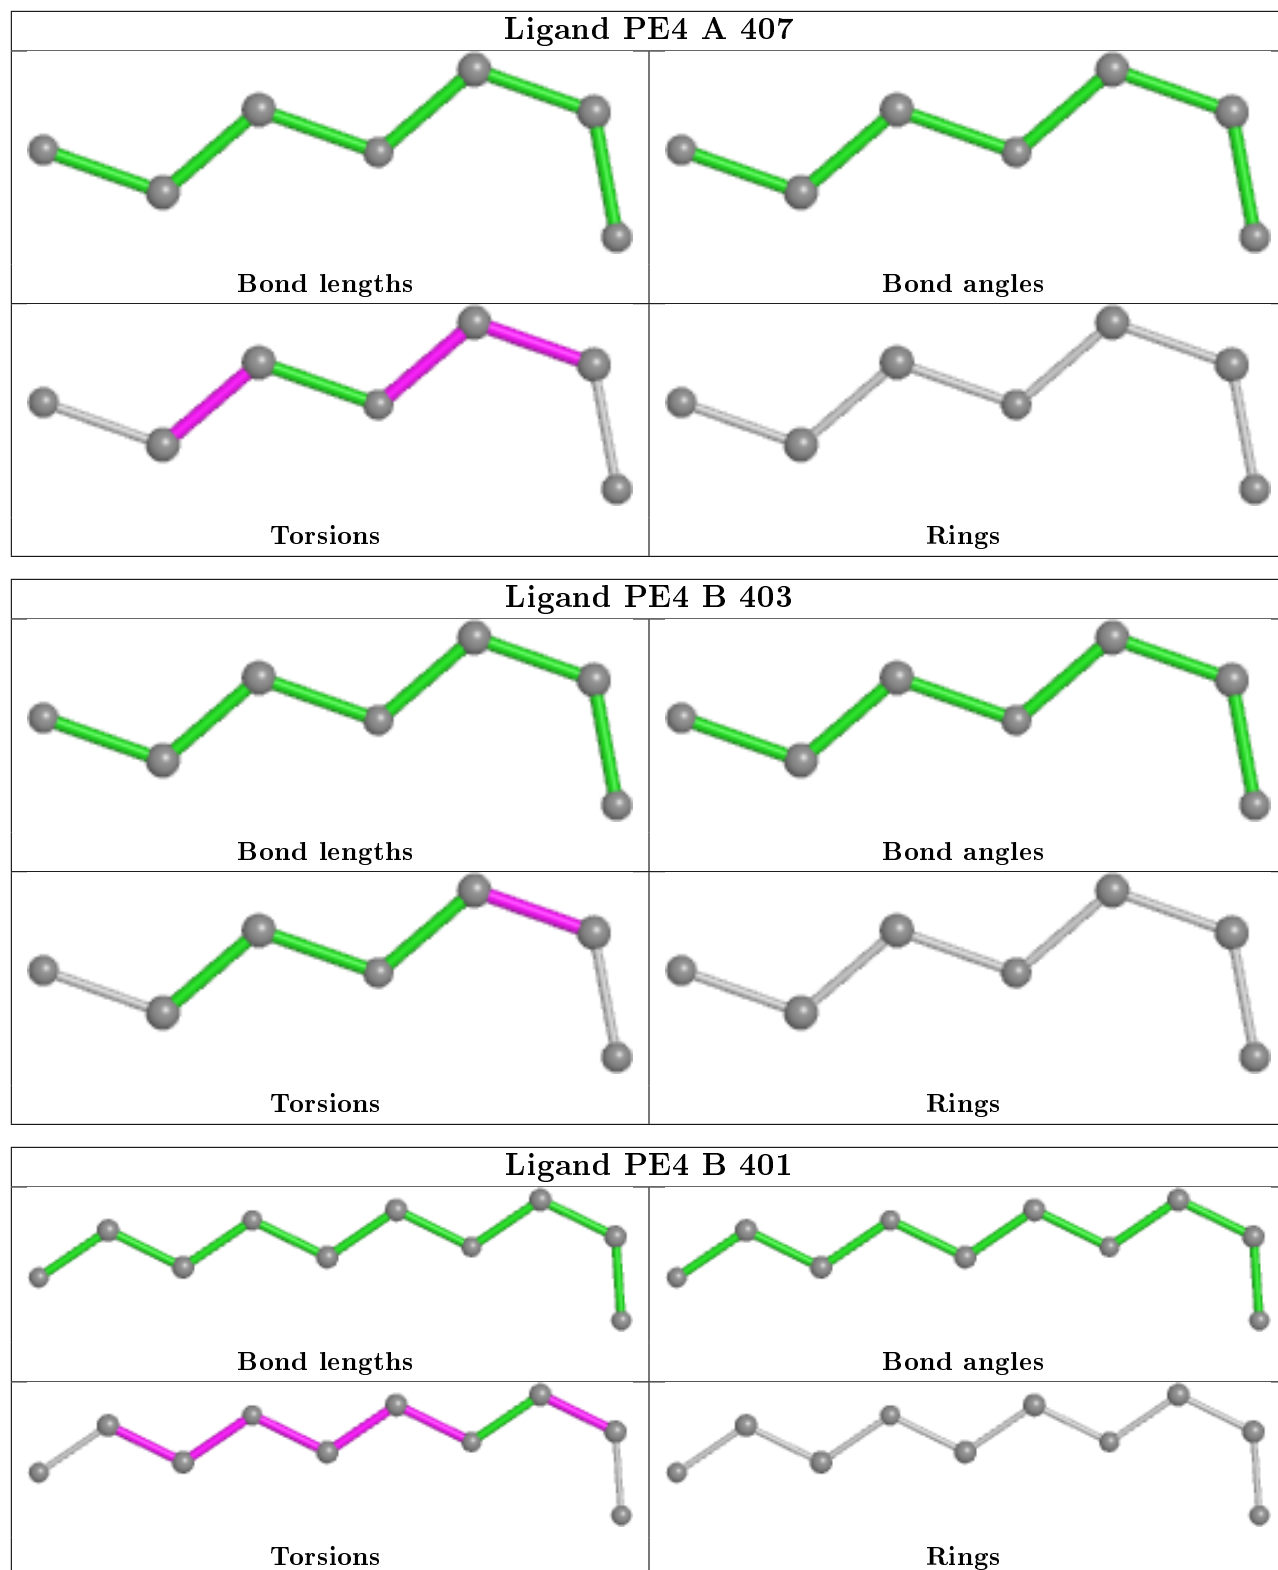 Ligand PE4 A 407
Bond lengths
Bond angles
Torsions
Rings
Ligand PE4 B 403
Bond lengths
Bond angles
Torsions
Rings
Ligand PE4 B 401
Bond lengths
Bond angles
Torsions
Rings